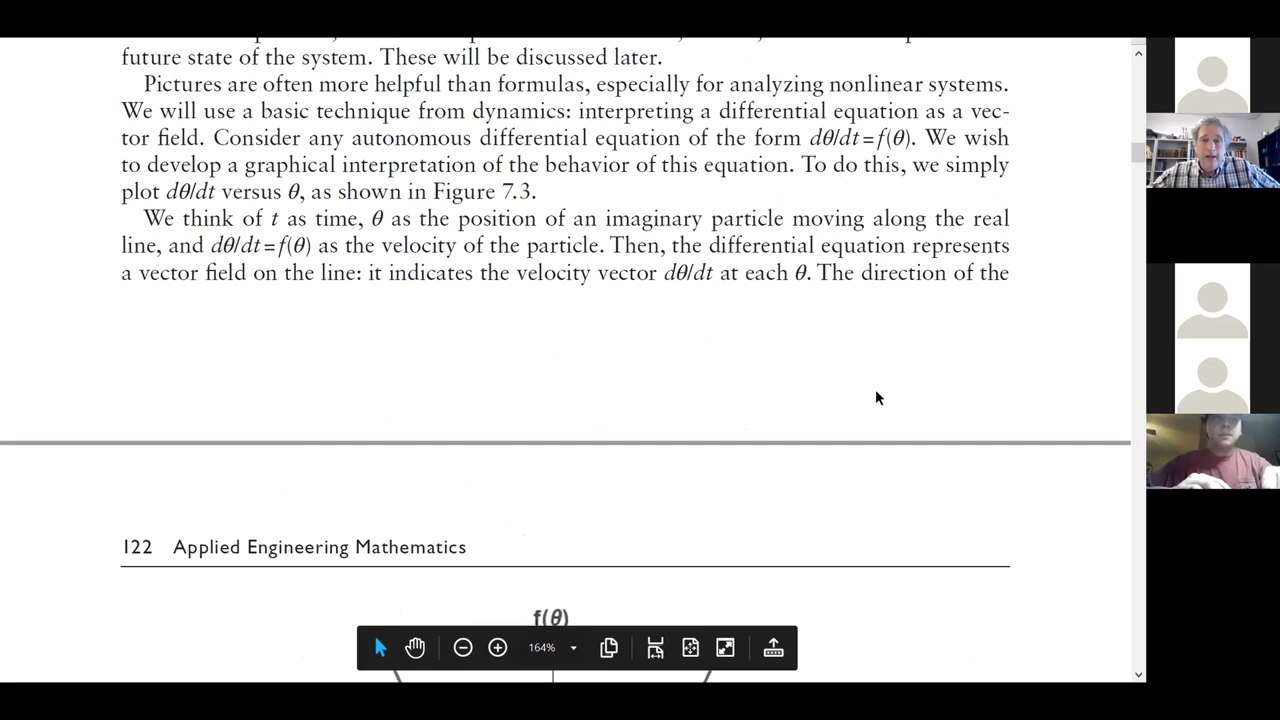 future state of the system. These will be discussed later.
Pictures are often more helpful than formulas, especially for analyzing nonlinear systems.
We will use a basic technique from dynamics: interpreting a differential equation as a vec-
tor field. Consider any autonomous differential equation of the form dθ/dt=f(θ). We wish
to develop a graphical interpretation of the behavior of this equation. To do this, we simply
plot dθ/dt versus θ, as shown in Figure 7.3.
We think of t as time, θ as the position of an imaginary particle moving along the real
line, and dθ/dt=f(θ) as the velocity of the particle. Then, the differential equation represents
a vector field on the line: it indicates the velocity vector dθ/dt at each θ. The direction of the
122 Applied Engineering Mathematics
f(θ)
164%